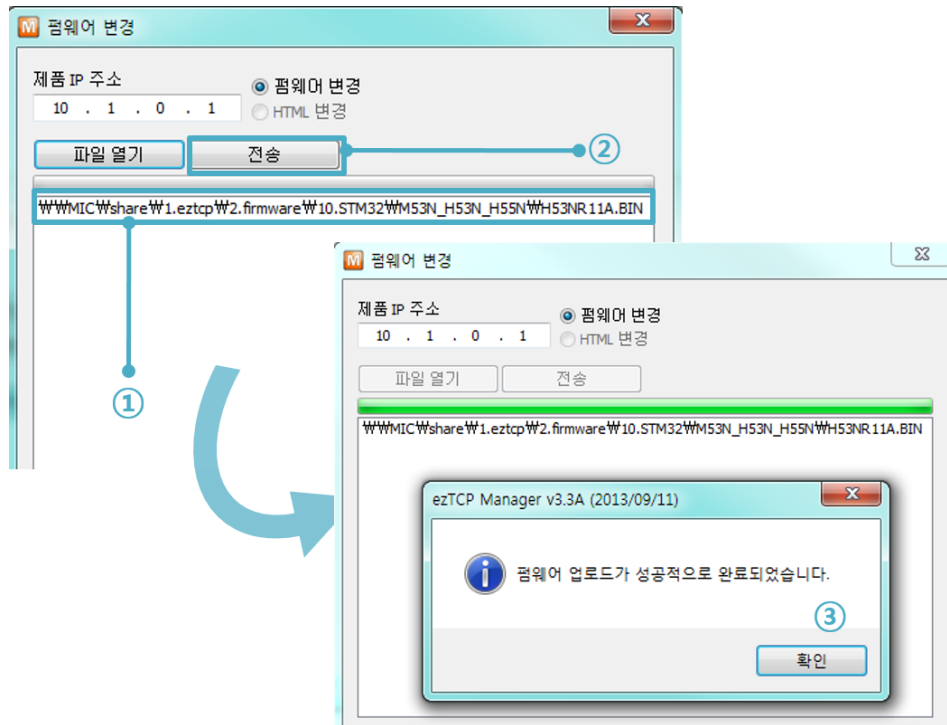 M 펌웨어 변경
제품 IP 주소
10 . 1 . 0 . 1
펌웨어 변경
HTML 변경
파일 열기
전송
②
₩₩MIC₩share₩1.eztcp₩2.firmware₩10.STM32₩M53N_H53N_H55N₩H53NR11A.BIN
①
M 펌웨어 변경
제품 IP 주소
10 . 1 . 0 . 1
펌웨어 변경
HTML 변경
파일 열기
전송
₩₩MIC₩share₩1.eztcp₩2.firmware₩10.STM32₩M53N_H53N_H55N₩H53NR11A.BIN
ezTCP Manager v3.3A (2013/09/11)
펌웨어 업로드가 성공적으로 완료되었습니다.
③
확인